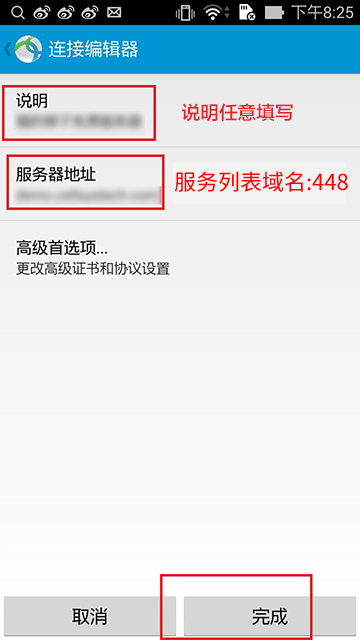 下午8:25
连接编辑器
说明
说明任意填写
服务器地址
服务列表域名:448
高级首选项...
更改高级证书和协议设置
取消
完成